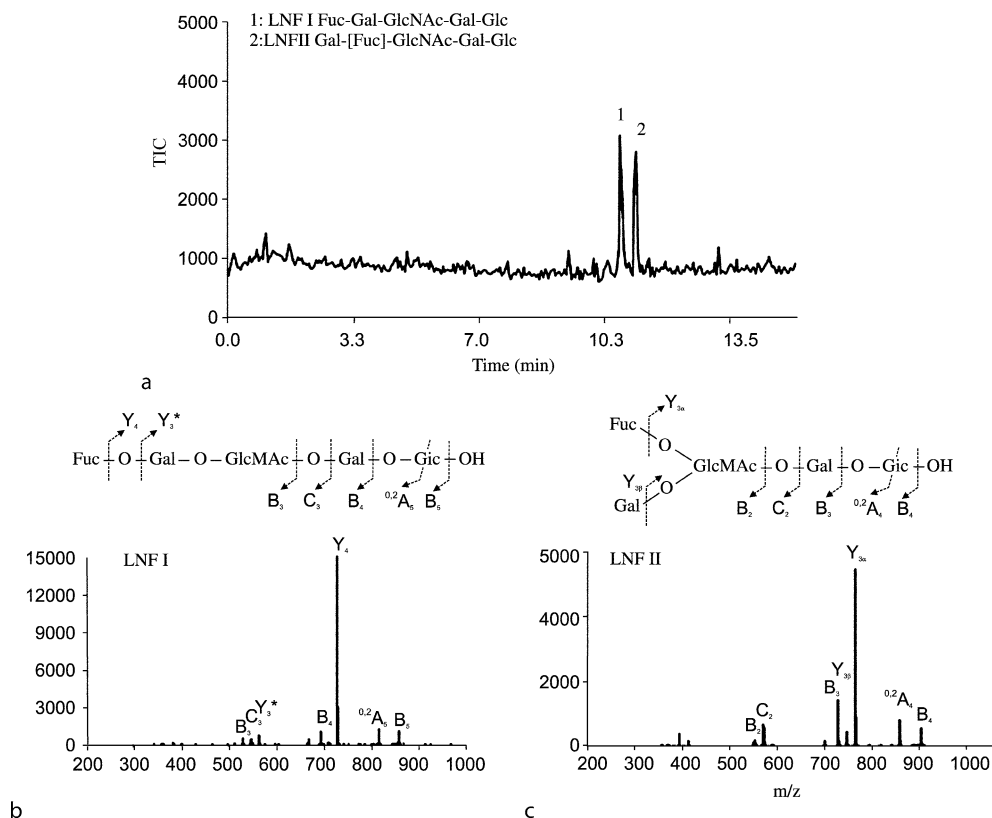 5000
1: LNF I Fuc-Gal-GlcNAc-Gal-Glc
2:LNFII Gal-[Fuc]-GlcNAc-Gal-Glc
4000
3000
2000
1000
0
TIC
1
2
0.0 3.3 7.0 10.3 13.5
Time (min)
a
Y4 Y3*
Fuc O Gal O GlcMAc O Gal O Gic OH
B3 C3 B4 0,2A5 B5
Y3α
Fuc
O
GlcMAc O Gal O Gic OH
Y3β
O
Gal
B2 C2 B3 0,2A4 B4
LNF I
15000
12000
9000
6000
3000
0
Y4
B3 C3 Y3* B4 0,2A5 B5
200 300 400 500 600 700 800 900 1000
b
LNF II
5000
4000
2000
0
Y3α
B2 C2 B3 Y3β 0,2A4 B4
200 300 400 500 600 700 800 900 1000
m/z
c